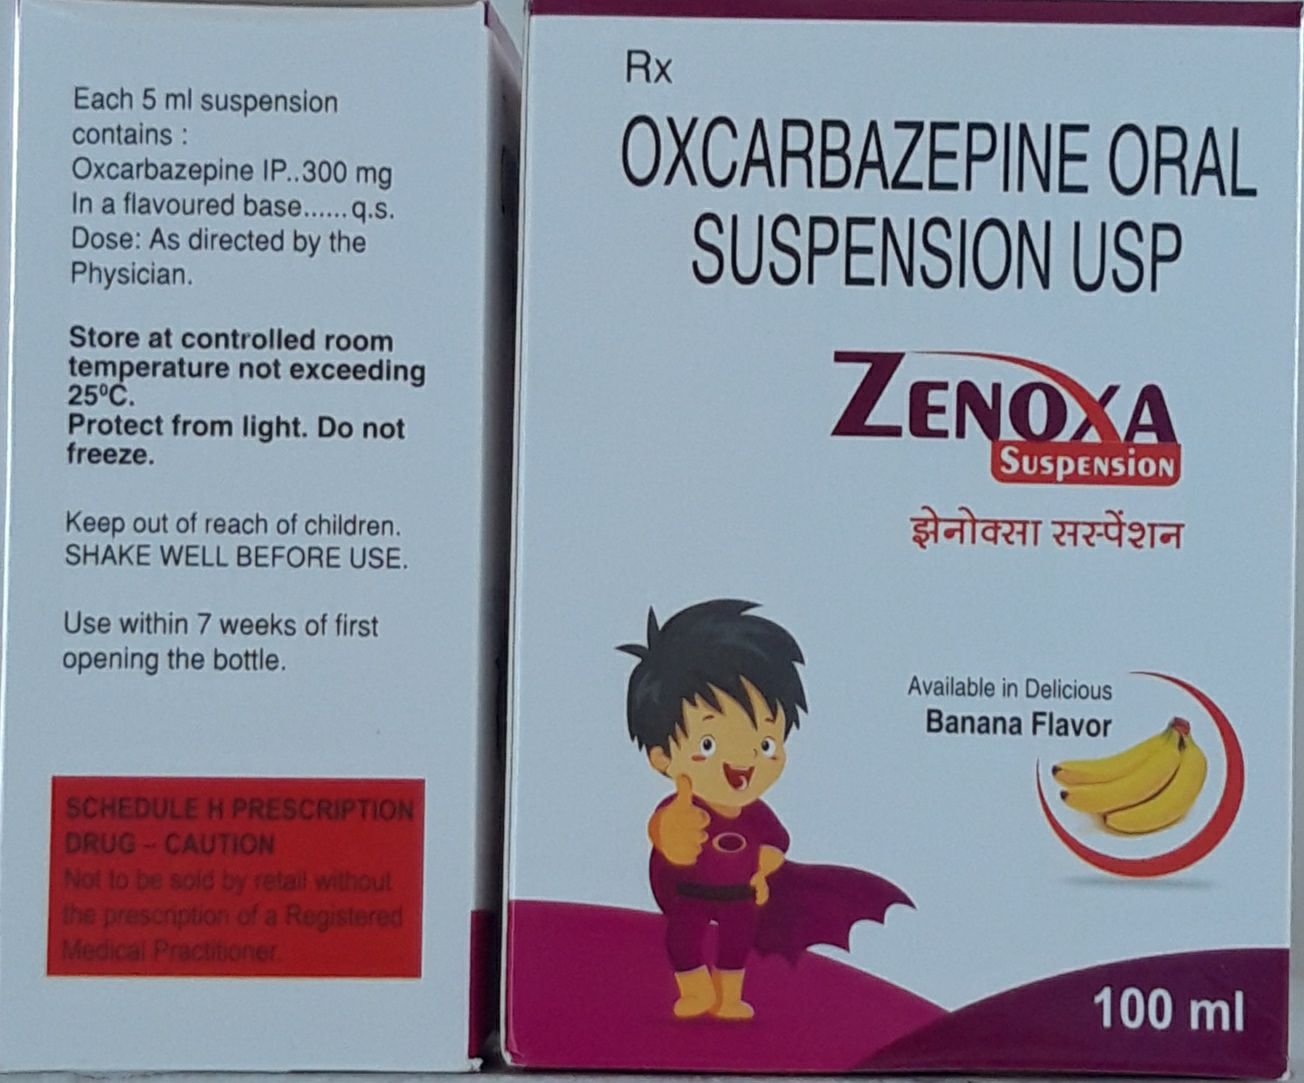 Each 5 ml suspension
contains :
Oxcarbazepine IP..300 mg
In a flavoured base......q.s.
Dose: As directed by the
Physician.
Store at controlled room
temperature not exceeding
25⁰C.
Protect from light. Do not
freeze.
Keep out of reach of children.
SHAKE WELL BEFORE USE.
Use within 7 weeks of first
opening the bottle.
SCHEDULE H PRESCRIPTION
DRUG – CAUTION
Not to be sold by retail without
the prescription of a Registered
Medical Practitioner.
Rx
OXCARBAZEPINE ORAL
SUSPENSION USP
ZENOXA
SUSPENSION
झेनोक्सा सस्पेंशन
Available in Delicious
Banana Flavor
100 ml